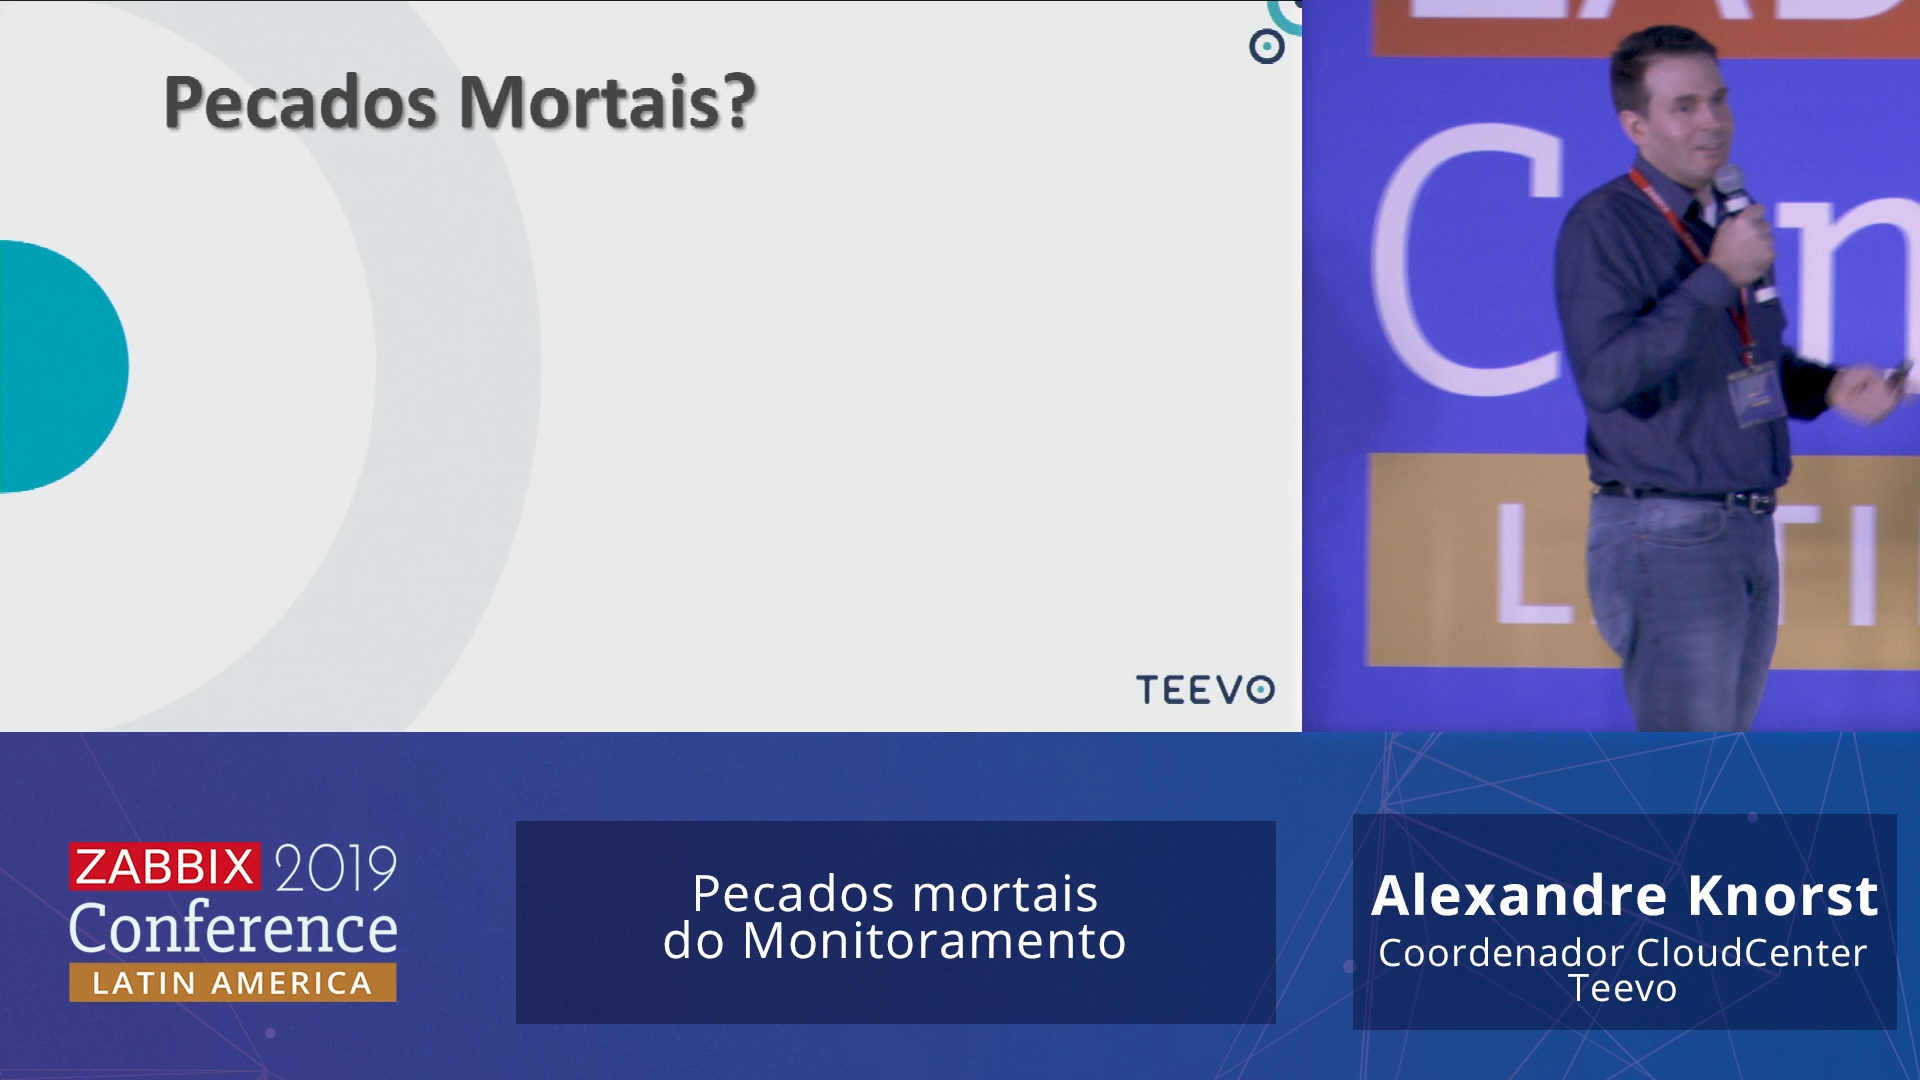 Pecados Mortais?
TEEVO
ZABBIX 2019
Conference
LATIN AMERICA
Pecados mortais
do Monitoramento
Alexandre Knorst
Coordenador CloudCenter
Teevo